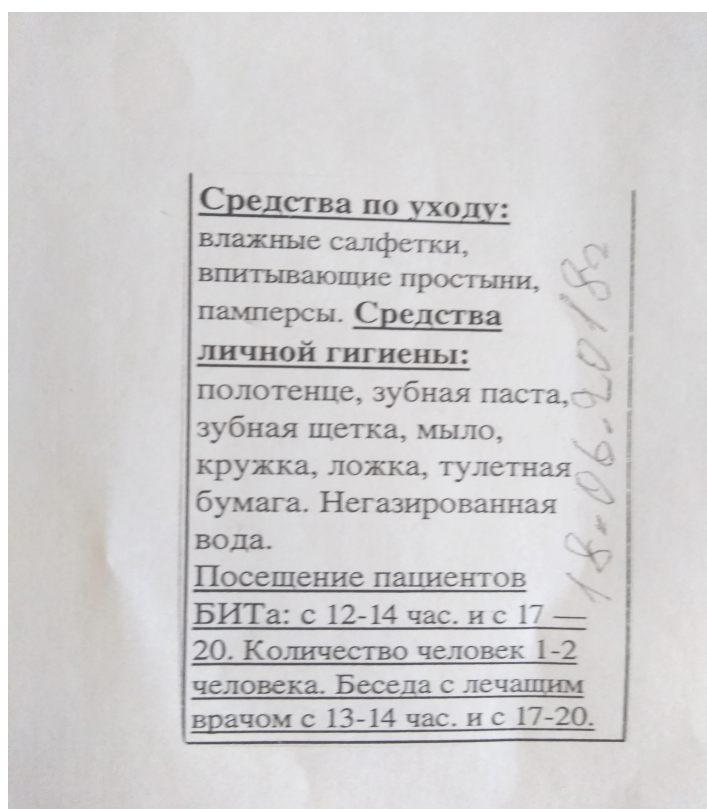 Средства по уходу:
влажные салфетки,
впитывающие простыни,
памперсы. Средства
личной гигиены:
полотенце, зубная паста,
зубная щетка, мыло,
кружка, ложка, тулетная
бумага. Негазированная
вода.
Посещение пациентов
БИТа: с 12-14 час. и с 17 —
20. Количество человек 1-2
человека. Беседа с лечащим
врачом с 13-14 час. и с 17-20.
18-06.2018г